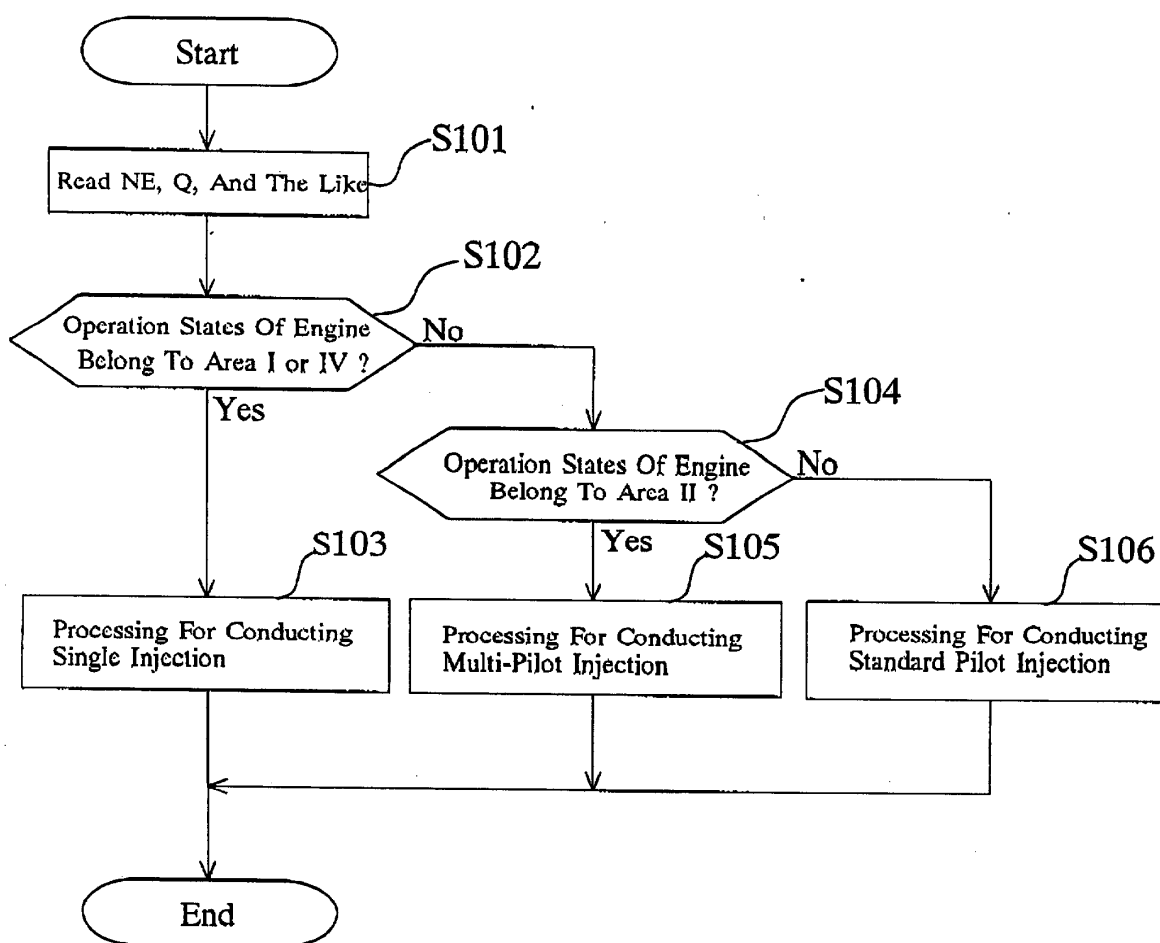 Start
S101
Read NE, Q, And The Like
S102
Operation States Of Engine
Belong To Area I or IV ?
No
Yes
S104
Operation States Of Engine
Belong To Area II ?
No
Yes
S103
S105
S106
Processing For Conducting
Single Injection
Processing For Conducting
Multi-Pilot Injection
Processing For Conducting
Standard Pilot Injection
End